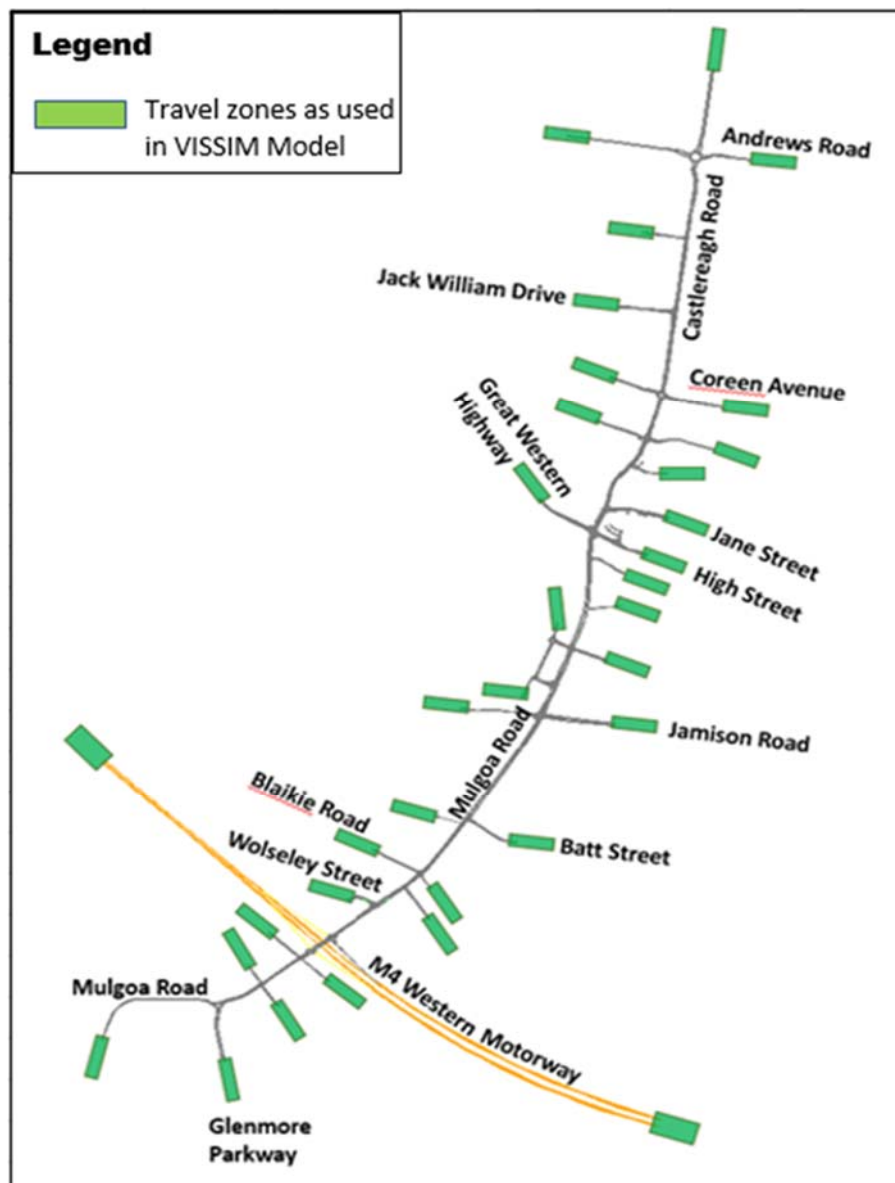 Legend
Travel zones as used
in VISSIM Model
Andrews Road
Castlereagh Road
Jack William Drive
Coreen Avenue
Great Western
Highway
Jane Street
High Street
Mulgoa Road
Jamison Road
Blaikie Road
Batt Street
Wolseley Street
M4 Western Motorway
Mulgoa Road
Glenmore
Parkway